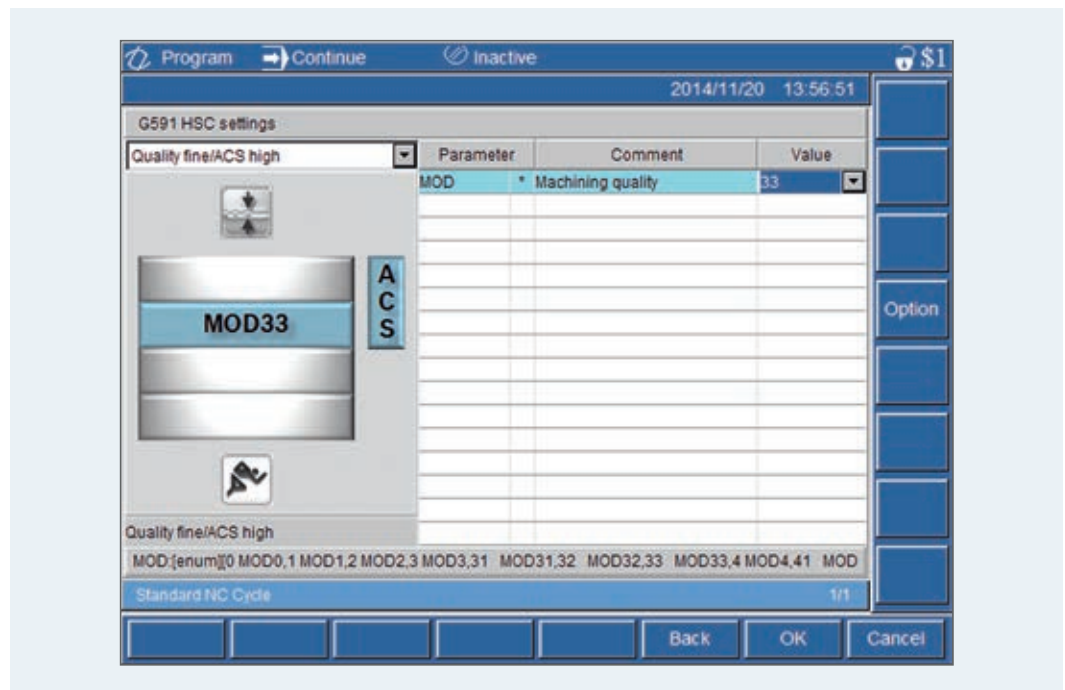 Program Continue Inactive $1
2014/11/20 13:56:51
G591 HSC settings
Quality fine/ACS high Parameter Comment Value
MOD * Machining quality 33
A
C
S
MOD33
Option
Quality fine/ACS high
MOD:[enum][0 MOD0,1 MOD1,2 MOD2,3 MOD3,31 MOD31,32 MOD32,33 MOD33,4 MOD4,41 MOD
Standard NC Cycle 1/1
Back OK Cancel